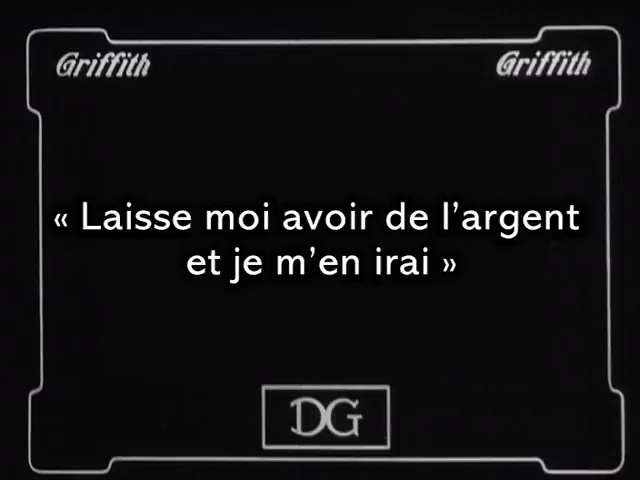 Griffith
Griffith
« Laisse moi avoir de l’argent
et je m’en irai »
DG